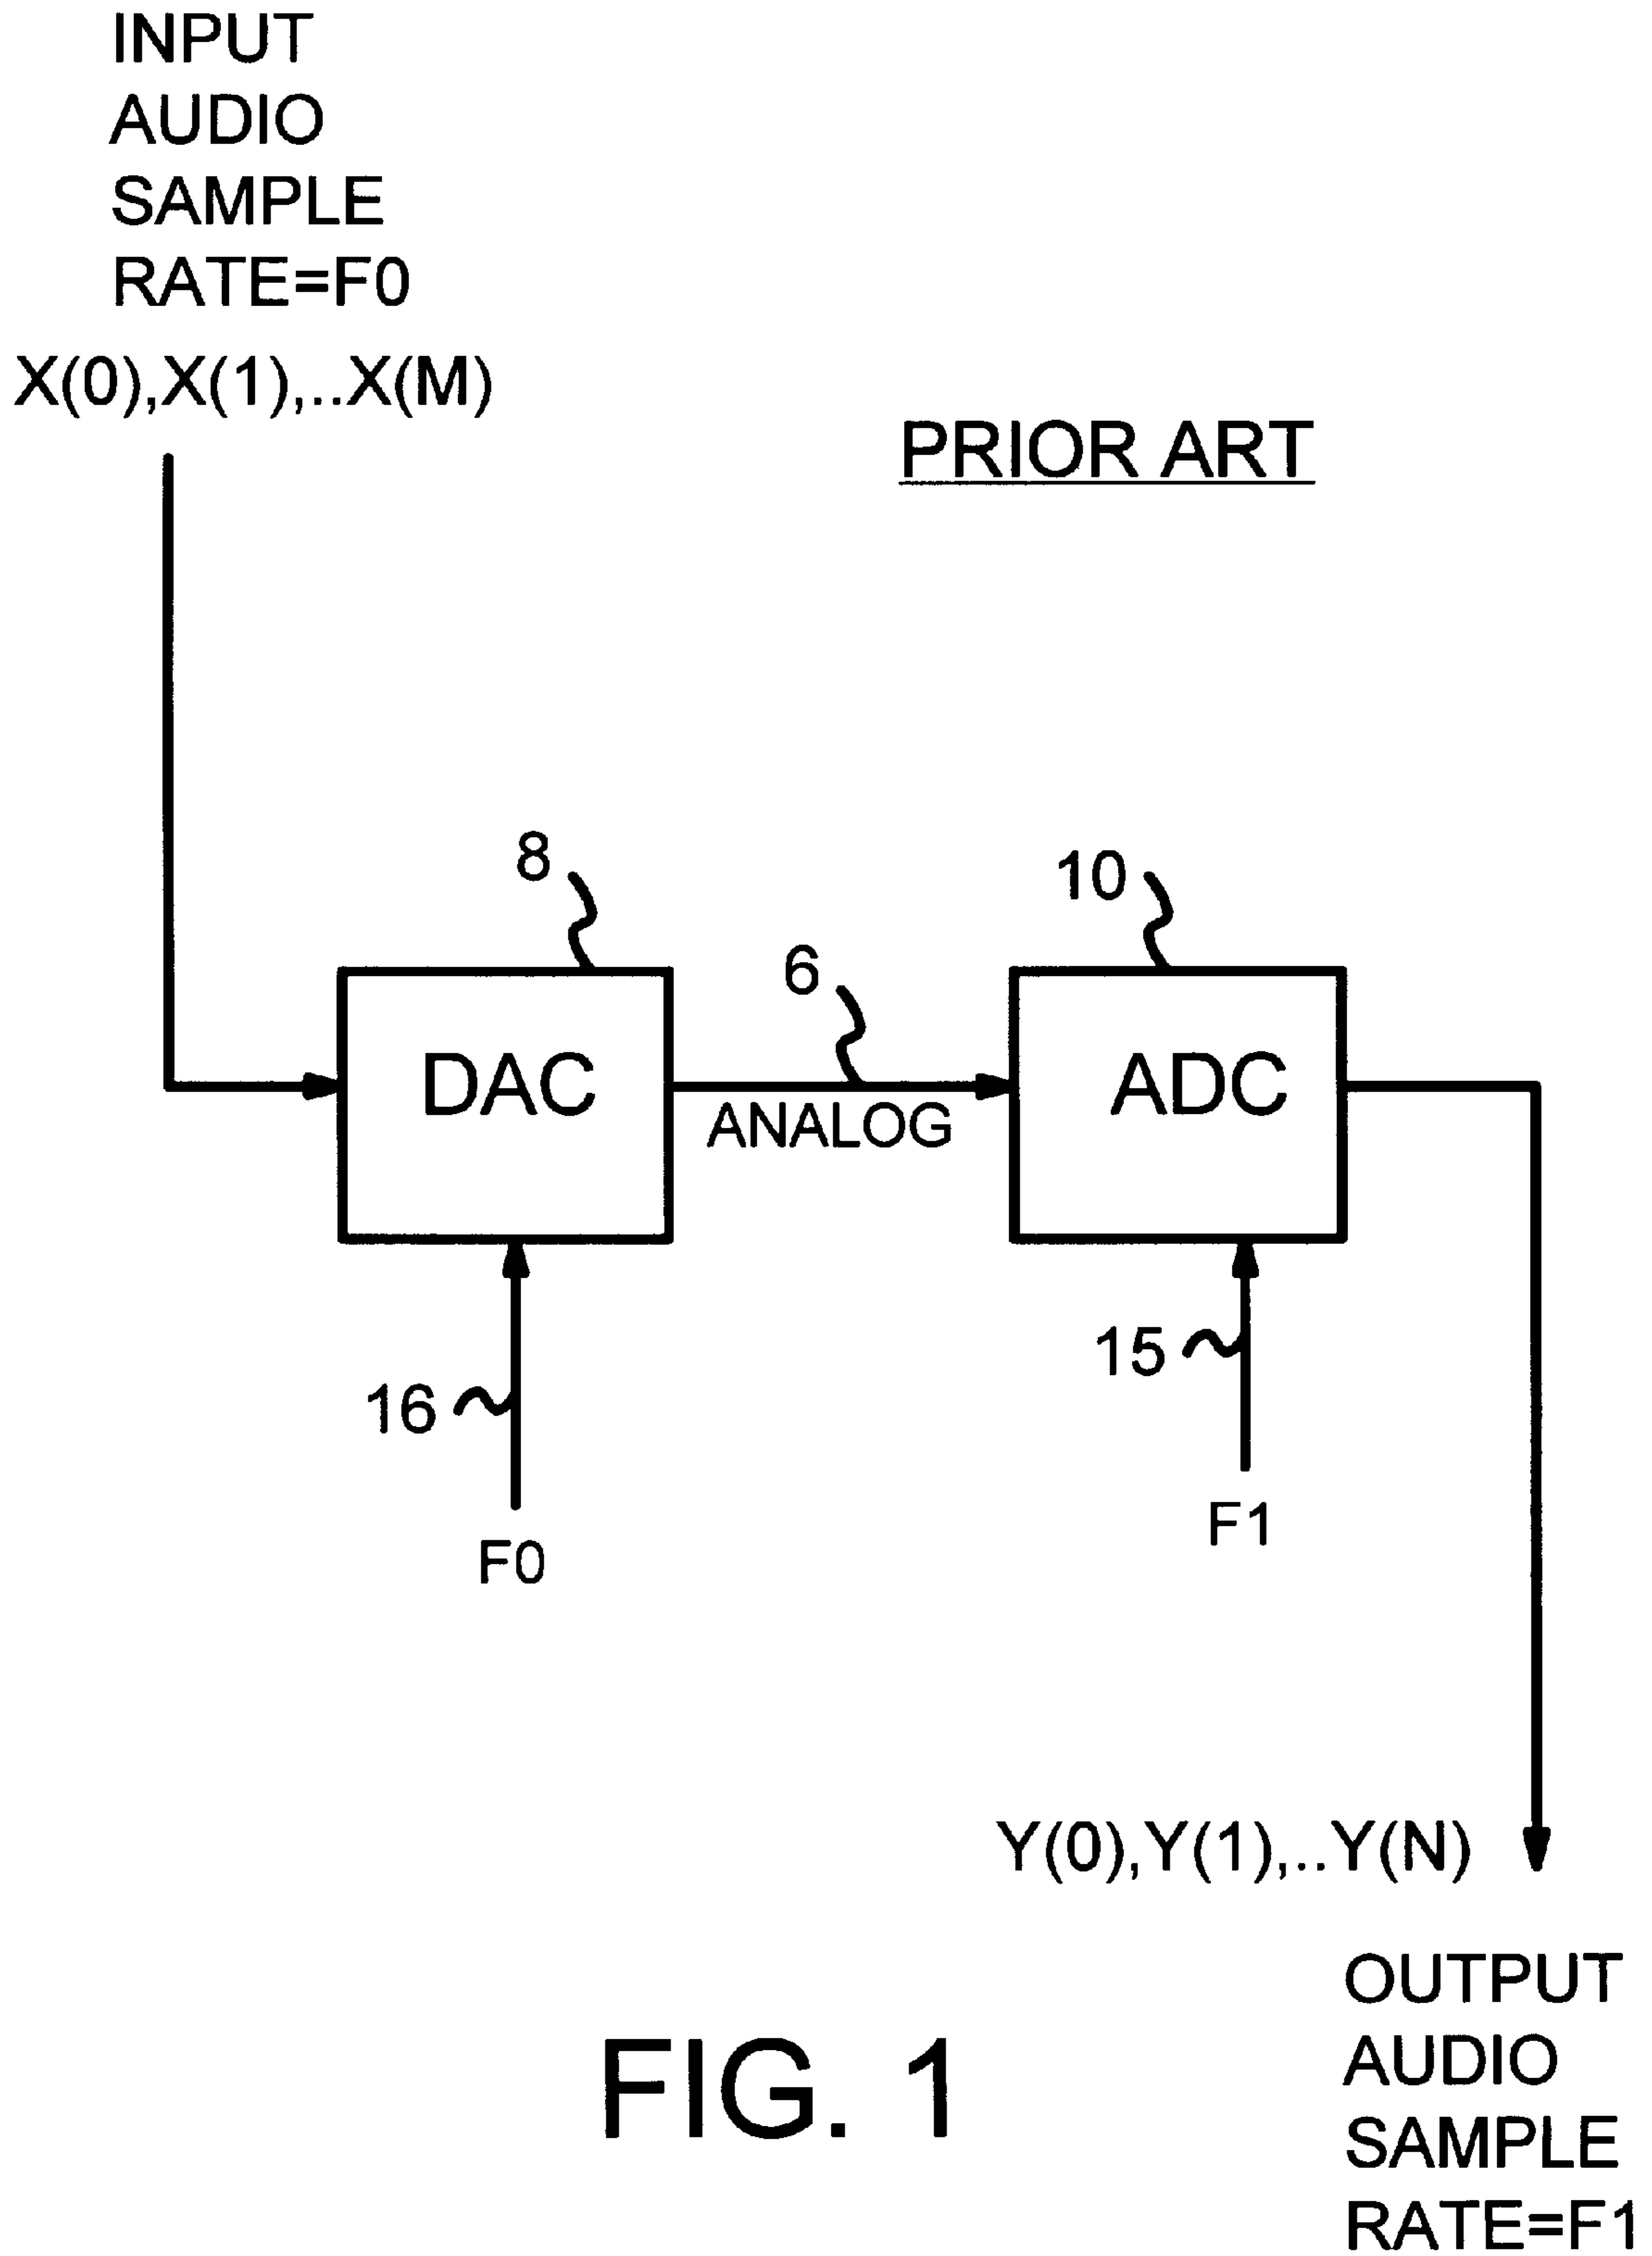 INPUT
AUDIO
SAMPLE
RATE=F0
X(0),X(1),..X(M)
PRIOR ART
8
10
6
DAC
ANALOG
ADC
15
16
F1
F0
Y(0),Y(1),..Y(N)
OUTPUT
AUDIO
SAMPLE
RATE=F1
FIG. 1